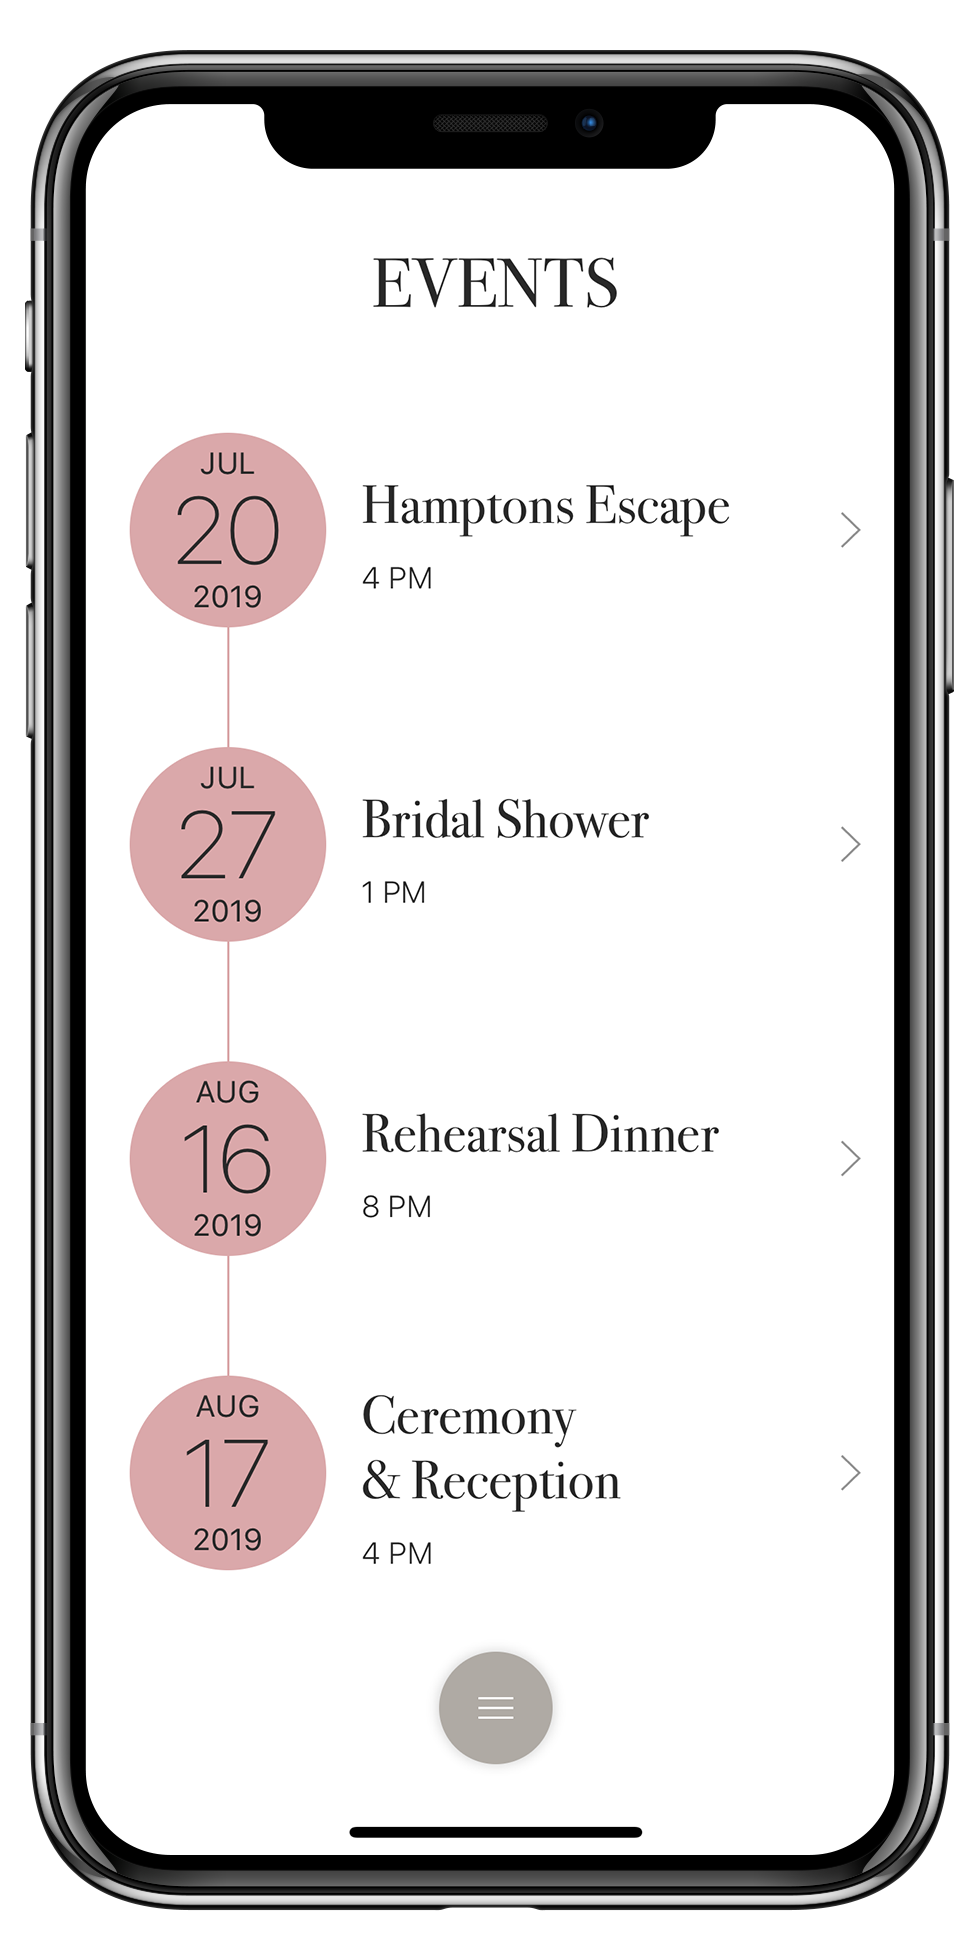 EVENTS
JUL
20
2019
Hamptons Escape
4 PM
JUL
27
2019
Bridal Shower
1 PM
AUG
16
2019
Rehearsal Dinner
8 PM
AUG
17
2019
Ceremony
& Reception
4 PM